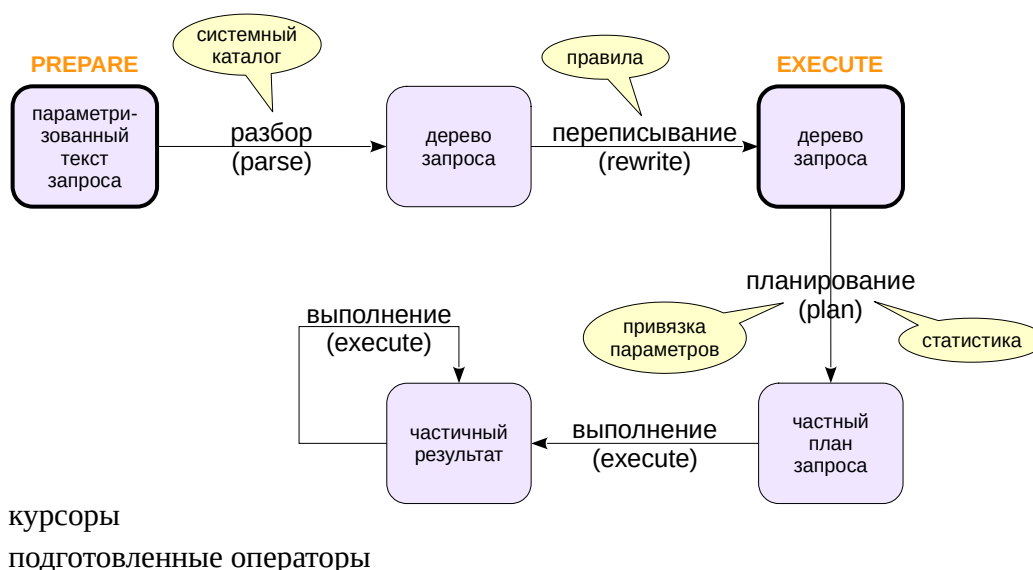 системный
каталог
PREPARE
правила
EXECUTE
параметри-
зованный
текст
запроса
разбор
(parse)
дерево
запроса
переписывание
(rewrite)
дерево
запроса
планирование
(plan)
привязка
параметров
статистика
выполнение
(execute)
частичный
результат
выполнение
(execute)
частный
план
запроса
курсоры
подготовленные операторы